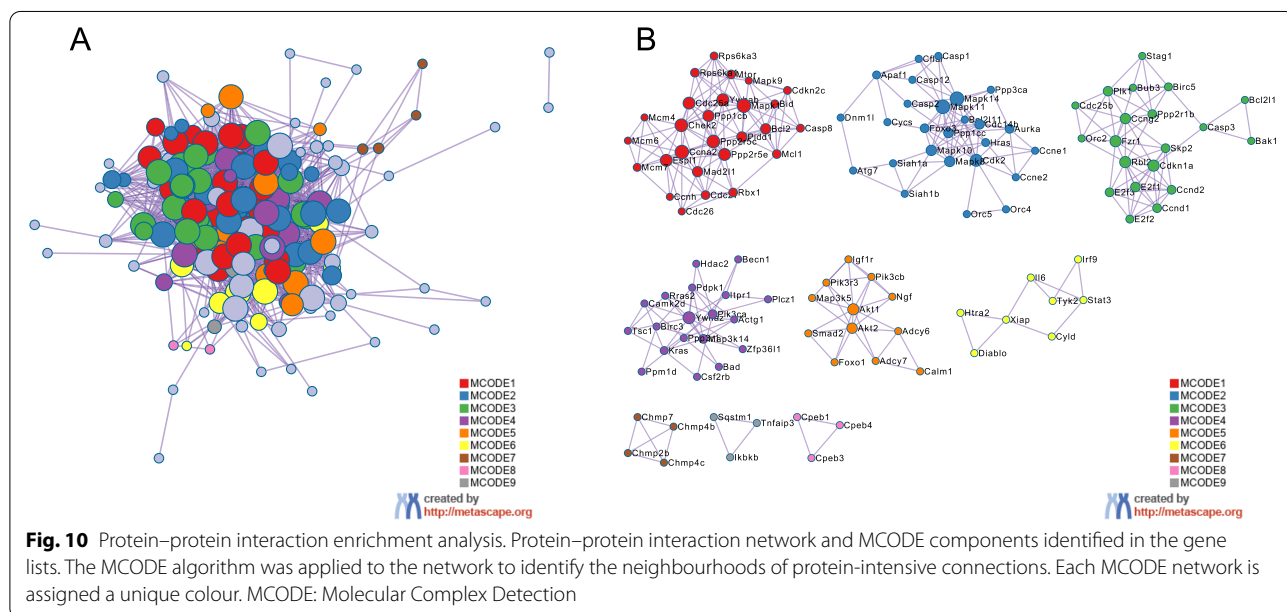 A
B
MCODE1
MCODE2
MCODE3
MCODE4
MCODE5
MCODE6
MCODE7
MCODE8
MCODE9
created by
http://metascape.org
Rps6ka3
Mtor
Mapk9
Cdkn2c
Bid
Ppp1cb
Chek2
Bcl2
Casp8
Mcm4
Mcm6
Mcm7
Pidd1
Ppp2r5c
Ppp2r5e
Mcl1
Ccna2
Espl1
Mad2l1
Rbx1
Ccnh
Cdc26
Casp1
Apaf1
Casp12
Ppp3ca
Mapk14
Mapk11
Casp2
Dnm1l
Cycs
Foxo3
Bcl2l11
Cdc14b
Aurka
Ppp1cc
Hras
Mapk10
Cdk2
Ccne1
Ccne2
Siah1a
Atg7
Siah1b
Orc5
Orc4
Stag1
Plk1
Bub3
Birc5
Cdc25b
Ccng2
Ppp2r1b
Bcl2l1
Casp3
Bak1
Orc2
Fzr1
Skp2
Rbl2
Cdkn1a
E2f3
E2f1
Ccnd2
Ccnd1
E2f2
Hdac2
Becn1
Pdpk1
Rras2
Itpr1
Plcz1
Camk2d
Pik3ca
Actg1
Tsc1
Birc3
Map3k14
Zfp36l1
Kras
Bad
Ppm1d
Csf2rb
Igf1r
Pik3cb
Pik3r3
Map3k5
Ngf
Akt1
Smad2
Akt2
Adcy6
Foxo1
Adcy7
Calm1
Irf9
Il6
Tyk2
Stat3
Htra2
Xiap
Cyld
Diablo
Chmp7
Chmp4b
Chmp2b
Chmp4c
Sqstm1
Tnfaip3
Ikbkb
Cpeb1
Cpeb4
Cpeb3
MCODE1
MCODE2
MCODE3
MCODE4
MCODE5
MCODE6
MCODE7
MCODE8
MCODE9
created by
http://metascape.org
Fig. 10 Protein–protein interaction enrichment analysis. Protein–protein interaction network and MCODE components identified in the gene
lists. The MCODE algorithm was applied to the network to identify the neighbourhoods of protein-intensive connections. Each MCODE network is
assigned a unique colour. MCODE: Molecular Complex Detection